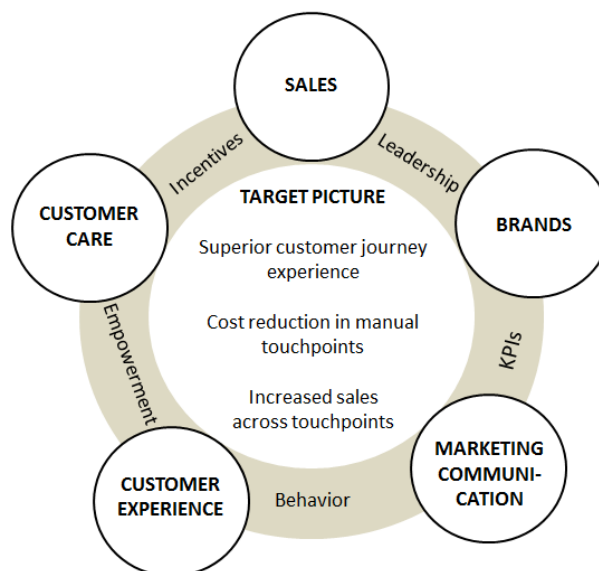 SALES
Incentives
Leadership
TARGET PICTURE
CUSTOMER
CARE
BRANDS
Superior customer journey
experience
Cost reduction in manual
touchpoints
Empowerment
KPIs
Increased sales
across touchpoints
MARKETING
COMMUNI-
CATION
CUSTOMER
EXPERIENCE
Behavior